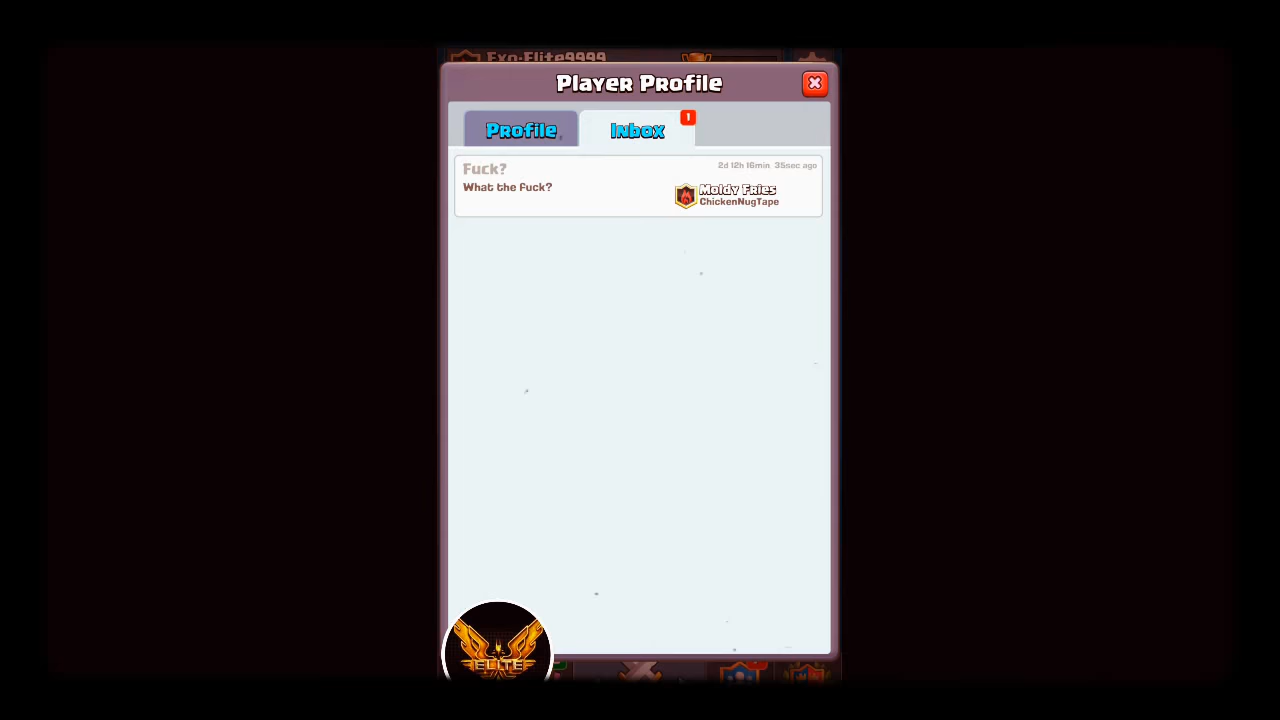 Exo-Elite9999
Player Profile
Profile
Inbox
1
Fuck?
2d 12h 16min 35sec ago
What the Fuck?
Moldy Fries
ChickenNugTape
ELITE